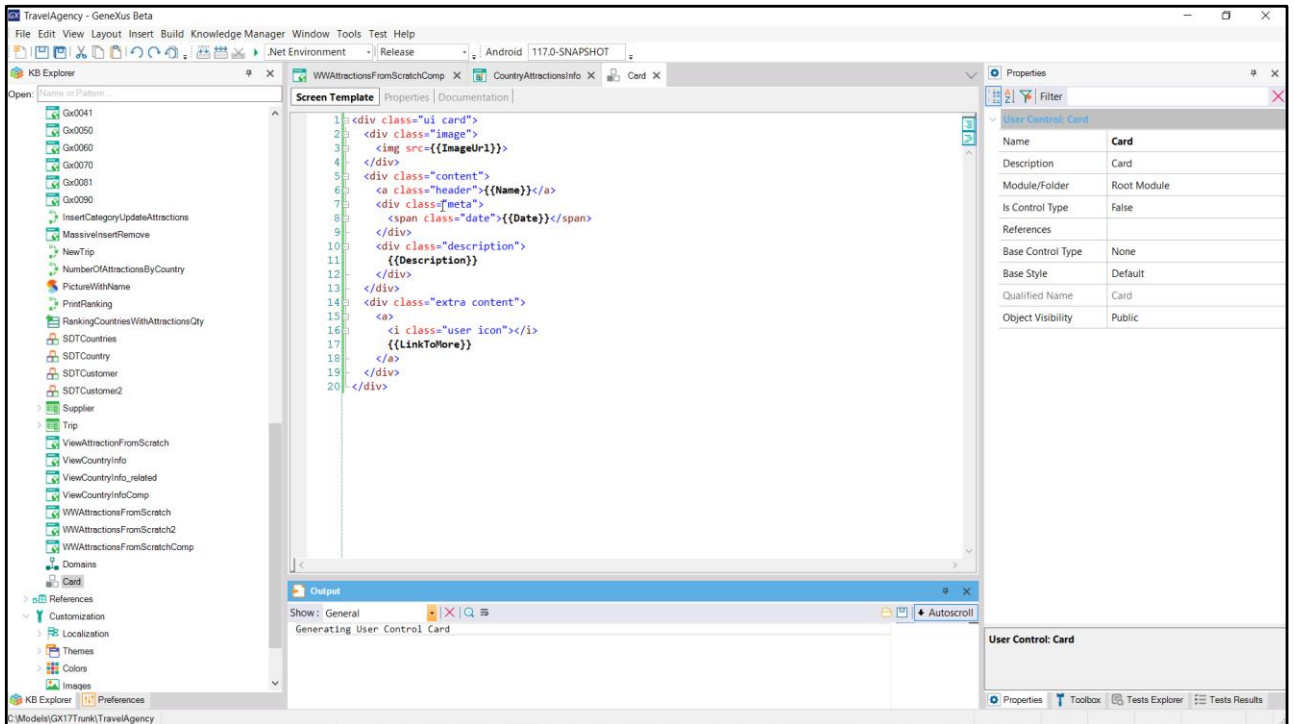 TravelAgency - GeneXus Beta
File Edit View Layout Insert Build Knowledge Manager Window Tools Test Help
.Net Environment Release Android 117.0-SNAPSHOT
KB Explorer
Open: Name or Pattern...
Gx0041
Gx0050
Gx0060
Gx0070
Gx0081
Gx0090
InsertCategoryUpdateAttractions
MassiveInsertRemove
NewTrip
NumberOfAttractionsByCountry
PictureWithName
PrintRanking
RankingCountriesWithAttractionsQty
SDTCountries
SDTCountry
SDTCustomer
SDTCustomer2
Supplier
Trip
ViewAttractionFromScratch
ViewCountryInfo
ViewCountryInfo_related
ViewCountryInfoComp
WWAttractionsFromScratch
WWAttractionsFromScratch2
WWAttractionsFromScratchComp
Domains
Card
References
Customization
Localization
Themes
Colors
Images
KB Explorer Preferences
C:\Models\GX17Trunk\TravelAgency
WWAttractionsFromScratchComp CountryAttractionsInfo Card
Screen Template Properties Documentation
1 <div class="ui card">
2 <div class="image">
3 <img src={{ImageUrl}}>
4 </div>
5 <div class="content">
6 <a class="header">{{Name}}</a>
7 <div class="meta">
8 <span class="date">{{Date}}</span>
9 </div>
10 <div class="description">
11 {{Description}}
12 </div>
13 </div>
14 <div class="extra content">
15 <a>
16 <i class="user icon"></i>
17 {{LinkToMore}}
18 </a>
19 </div>
20 </div>
Output
Show: General Autoscroll
Generating User Control Card
Properties
Filter
User Control: Card
Name Card
Description Card
Module/Folder Root Module
Is Control Type False
References
Base Control Type None
Base Style Default
Qualified Name Card
Object Visibility Public
User Control: Card
Properties Toolbox Tests Explorer Tests Results